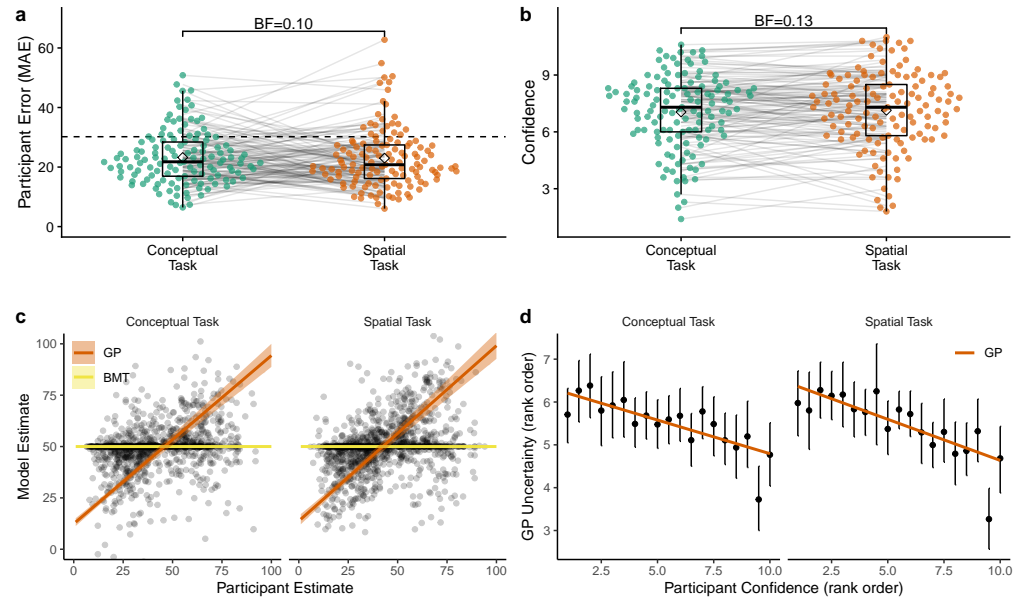 a
BF=0.10
Participant Error (MAE)
60
40
20
0
Conceptual
Task
Spatial
Task
b
BF=0.13
Confidence
9
6
3
Conceptual
Task
Spatial
Task
c
Conceptual Task
Spatial Task
GP
BMT
Model Estimate
100
75
50
25
0
0 25 50 75 100
0 25 50 75 100
Participant Estimate
d
Conceptual Task
Spatial Task
GP
GP Uncertainty (rank order)
7
6
5
4
3
2.5 5.0 7.5 10.0
2.5 5.0 7.5 10.0
Participant Confidence (rank order)